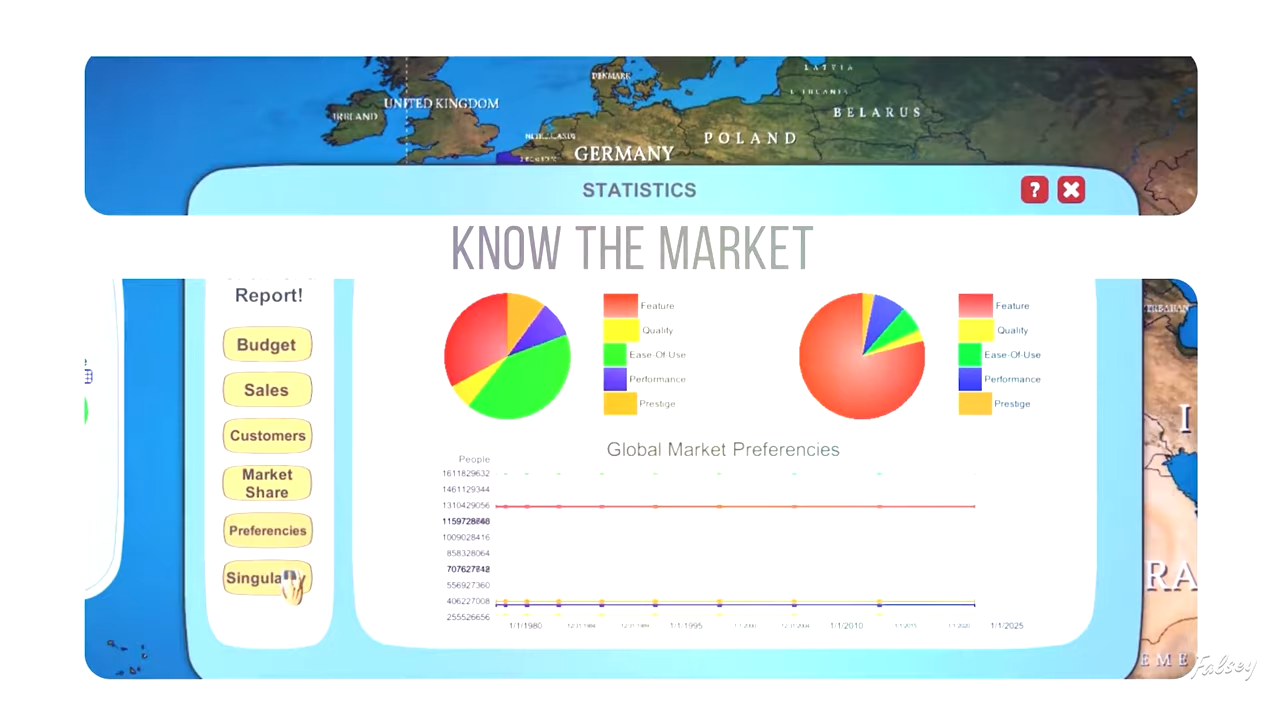 LATVIA
DENMARK
LITHUANIA
UNITED KINGDOM
BELARUS
IRELAND
NETHERLANDS
POLAND
GERMANY
STATISTICS
?
KNOW THE MARKET
Report!
Budget
Sales
Customers
Market
Share
Preferencies
Feature
Quality
Ease-Of-Use
Performance
Prestige
Feature
Quality
Ease-Of-Use
Performance
Prestige
Global Market Preferencies
People
1611829632
1461129344
1310429056
1009028416
858328064
556927360
406227008
255526656
1/1/1980
1/1/1995
1/1/2010
1/1/2025
RA
EME
Falsey